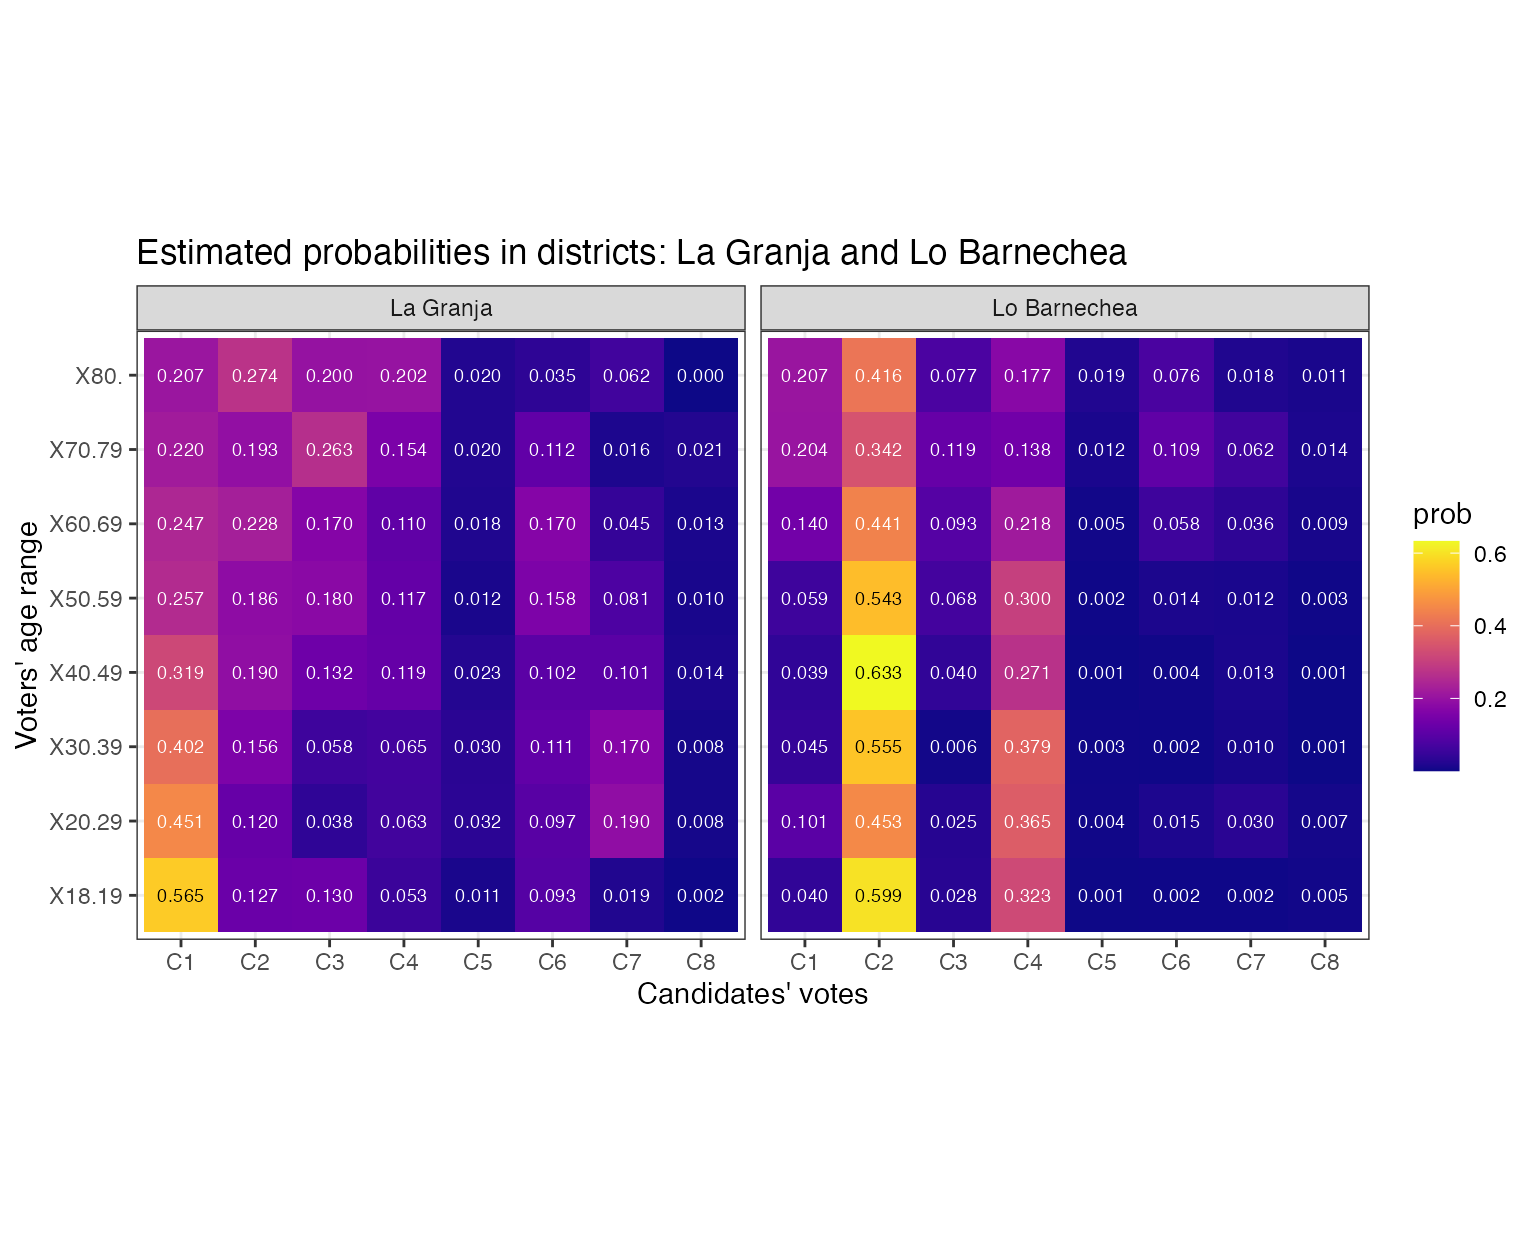 Estimated probabilities in districts: La Granja and Lo Barnechea
La Granja Lo Barnechea
X80. 0.207 0.274 0.200 0.202 0.020 0.035 0.062 0.000 0.207 0.416 0.077 0.177 0.019 0.076 0.018 0.011
X70.79 0.220 0.193 0.263 0.154 0.020 0.112 0.016 0.021 0.204 0.342 0.119 0.138 0.012 0.109 0.062 0.014
X60.69 0.247 0.228 0.170 0.110 0.018 0.170 0.045 0.013 0.140 0.441 0.093 0.218 0.005 0.058 0.036 0.009
X50.59 0.257 0.186 0.180 0.117 0.012 0.158 0.081 0.010 0.059 0.543 0.068 0.300 0.002 0.014 0.012 0.003
X40.49 0.319 0.190 0.132 0.119 0.023 0.102 0.101 0.014 0.039 0.633 0.040 0.271 0.001 0.004 0.013 0.001
X30.39 0.402 0.156 0.058 0.065 0.030 0.111 0.170 0.008 0.045 0.555 0.006 0.379 0.003 0.002 0.010 0.001
X20.29 0.451 0.120 0.038 0.063 0.032 0.097 0.190 0.008 0.101 0.453 0.025 0.365 0.004 0.015 0.030 0.007
X18.19 0.565 0.127 0.130 0.053 0.011 0.093 0.019 0.002 0.040 0.599 0.028 0.323 0.001 0.002 0.002 0.005
C1 C2 C3 C4 C5 C6 C7 C8 C1 C2 C3 C4 C5 C6 C7 C8
Candidates' votes
Voters' age range
prob
0.6
0.4
0.2